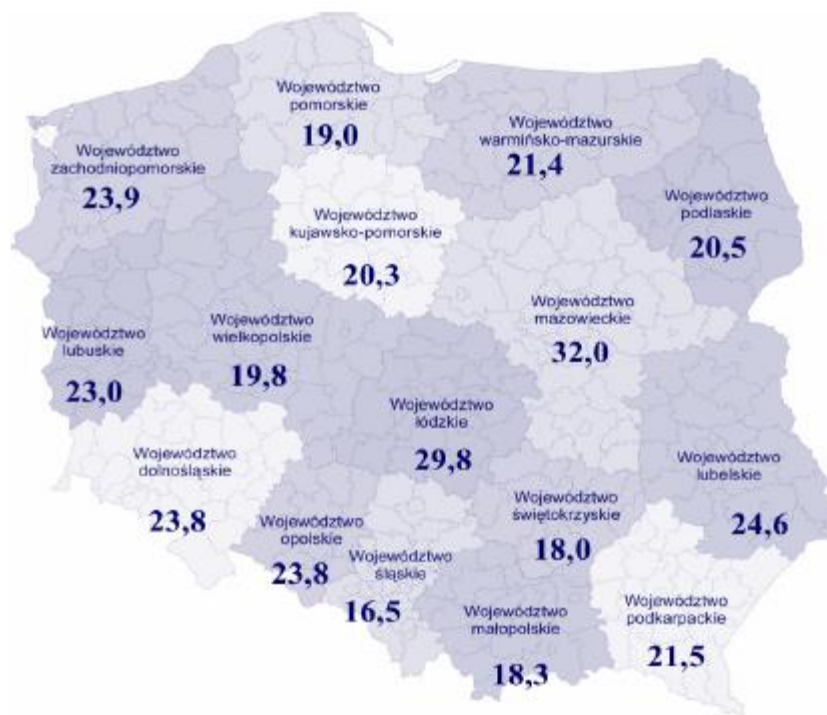 Województwo
pomorskie
19,0
Województwo
warmińsko-mazurskie
21,4
Województwo
zachodniopomorskie
23,9
Województwo
podlaskie
20,5
Województwo
kujawsko-pomorskie
20,3
Województwo
mazowieckie
32,0
Województwo
lubuskie
23,0
Województwo
wielkopolskie
19,8
Województwo
łódzkie
29,8
Województwo
dolnośląskie
23,8
Województwo
lubelskie
24,6
Województwo
opolskie
23,8
Województwo
śląskie
16,5
Województwo
świętokrzyskie
18,0
Województwo
małopolskie
18,3
Województwo
podkarpackie
21,5